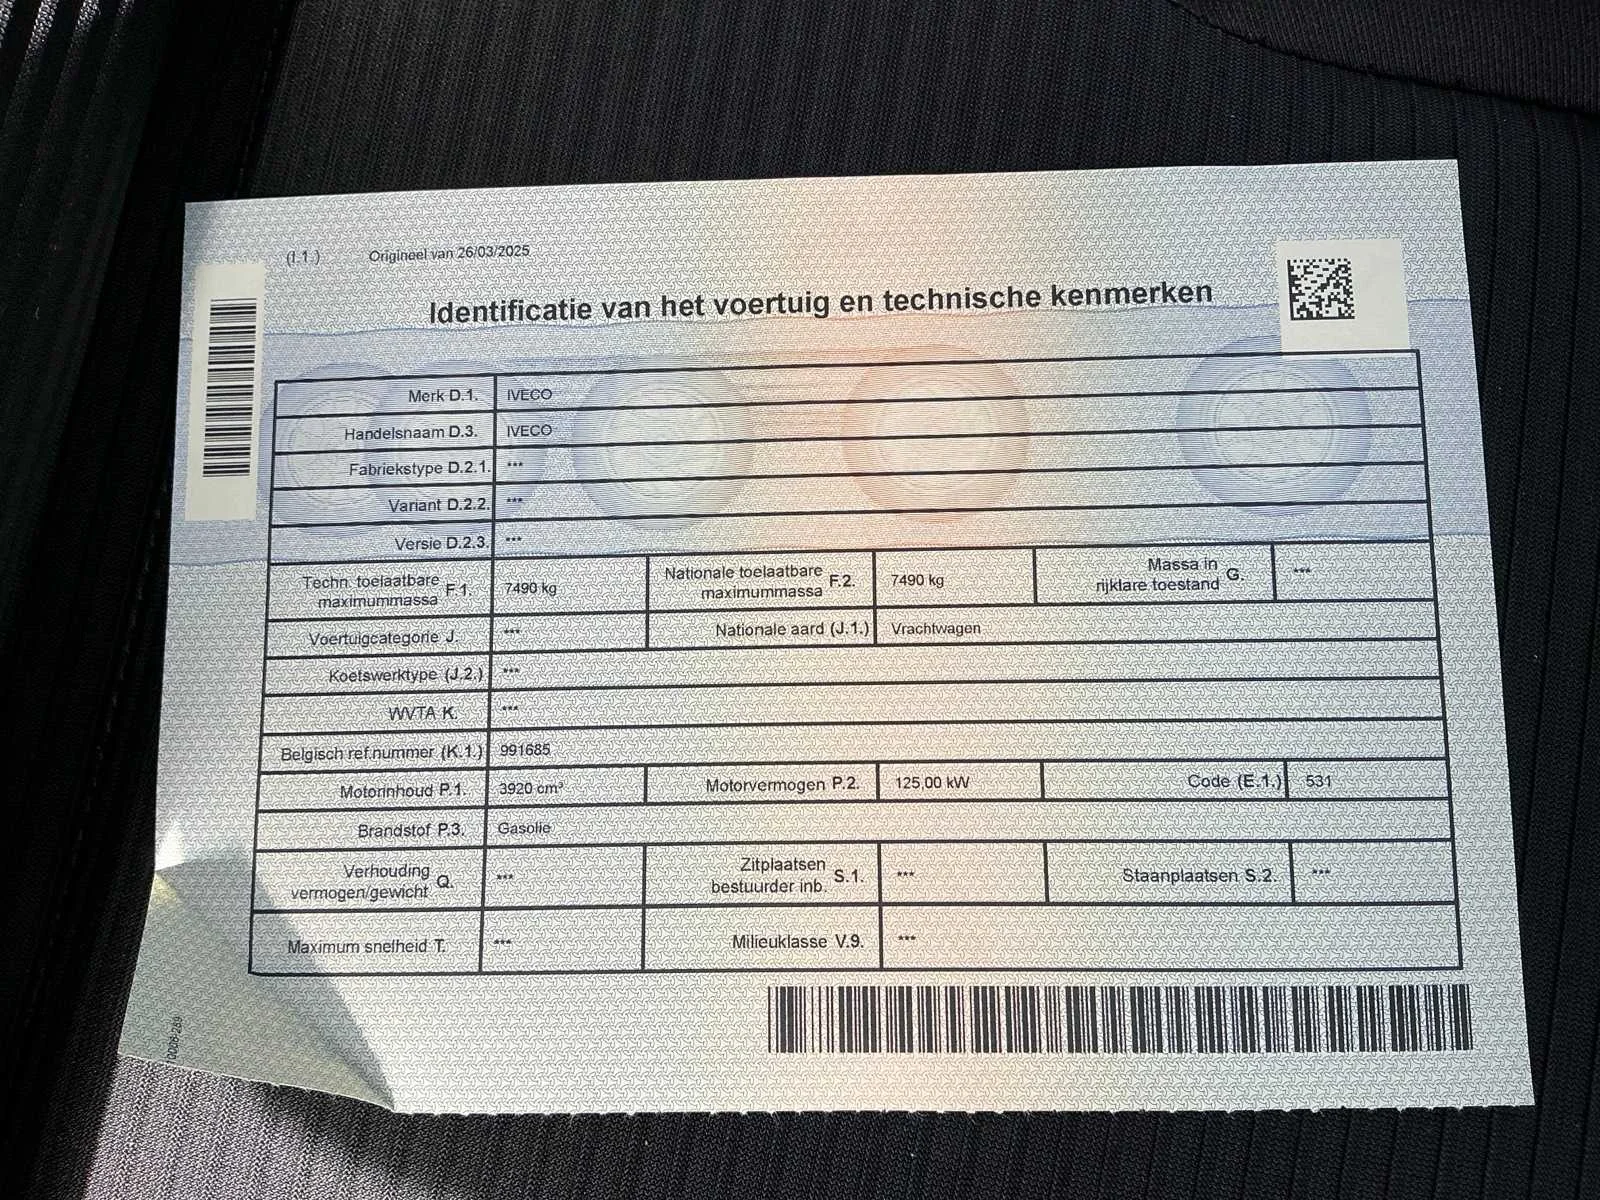 (I.1.) Origineel van 26/03/2025
Identificatie van het voertuig en technische kenmerken
Merk D.1. IVECO
Handelsnaam D.3. IVECO
Fabriekstype D.2.1. ***
Variant D.2.2. ***
Versie D.2.3. ***
Techn. toelaatbare maximummassa F.1. 7490 kg Nationale toelaatbare maximummassa F.2. 7490 kg Massa in rijklare toestand G. ***
Voertuigcategorie J. *** Nationale aard (J.1.) Vrachtwagen
Koetswerktype (J.2.) ***
WVTA K. ***
Belgisch ref.nummer (K.1.) 991685
Motorinhoud P.1. 3920 cm³ Motorvermogen P.2. 125,00 kW Code (E.1.) 531
Brandstof P.3. Gasolie
Verhouding vermogen/gewicht Q. *** Zitplaatsen bestuurder inb. S.1. *** Staanplaatsen S.2. ***
Maximum snelheid T. *** Milieuklasse V.9. ***